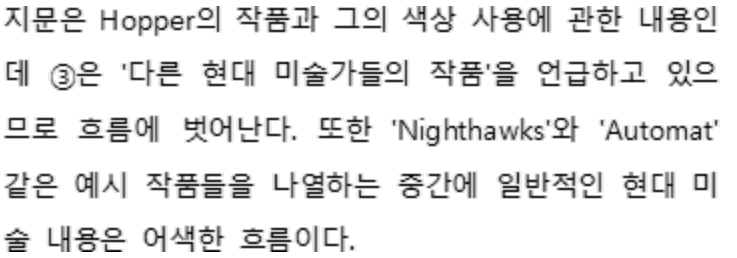 지문은 Hopper의 작품과 그의 색상 사용에 관한 내용인
데 ③은 '다른 현대 미술가들의 작품'을 언급하고 있으
므로 흐름에 벗어난다. 또한 'Nighthawks'와 'Automat'
같은 예시 작품들을 나열하는 중간에 일반적인 현대 미
술 내용은 어색한 흐름이다.